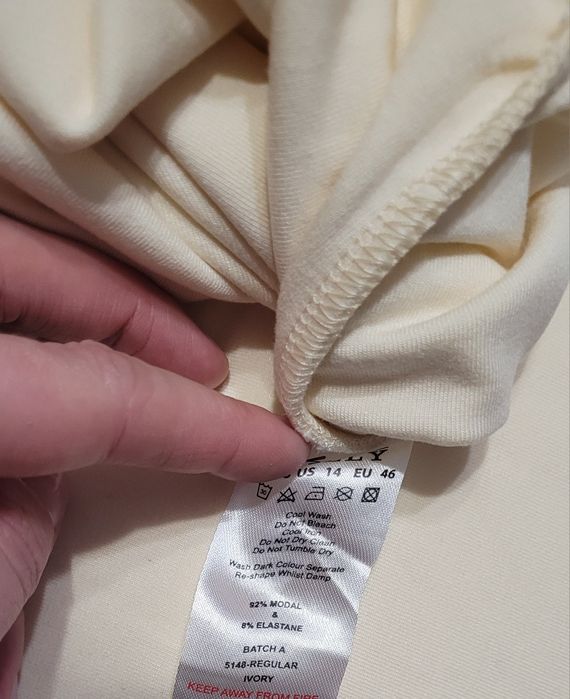 US 14 EU 46
Cool Wash
Do Not Bleach
Cool Iron
Do Not Dry Clean
Do Not Tumble Dry
Wash Dark Colour Separate
Re-shape Whilst Damp
92% MODAL
&
8% ELASTANE
BATCH A
5148-REGULAR
IVORY
KEEP AWAY FROM FIRE